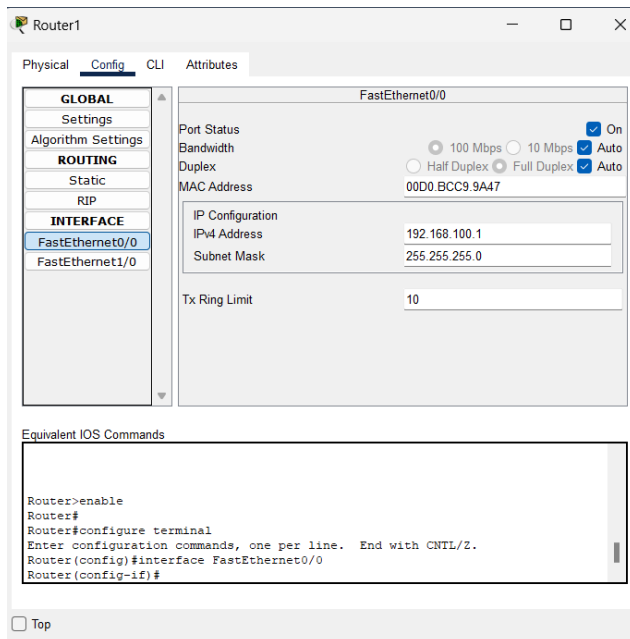 Router1
Physical Config CLI Attributes
GLOBAL
Settings
Algorithm Settings
ROUTING
Static
RIP
INTERFACE
FastEthernet0/0
FastEthernet1/0
FastEthernet0/0
Port Status On
Bandwidth 100 Mbps 10 Mbps Auto
Duplex Half Duplex Full Duplex Auto
MAC Address 00D0.BCC9.9A47
IP Configuration
IPv4 Address 192.168.100.1
Subnet Mask 255.255.255.0
Tx Ring Limit 10
Equivalent IOS Commands
Router>enable
Router#
Router#configure terminal
Enter configuration commands, one per line. End with CNTL/Z.
Router(config)#interface FastEthernet0/0
Router(config-if)#
Top